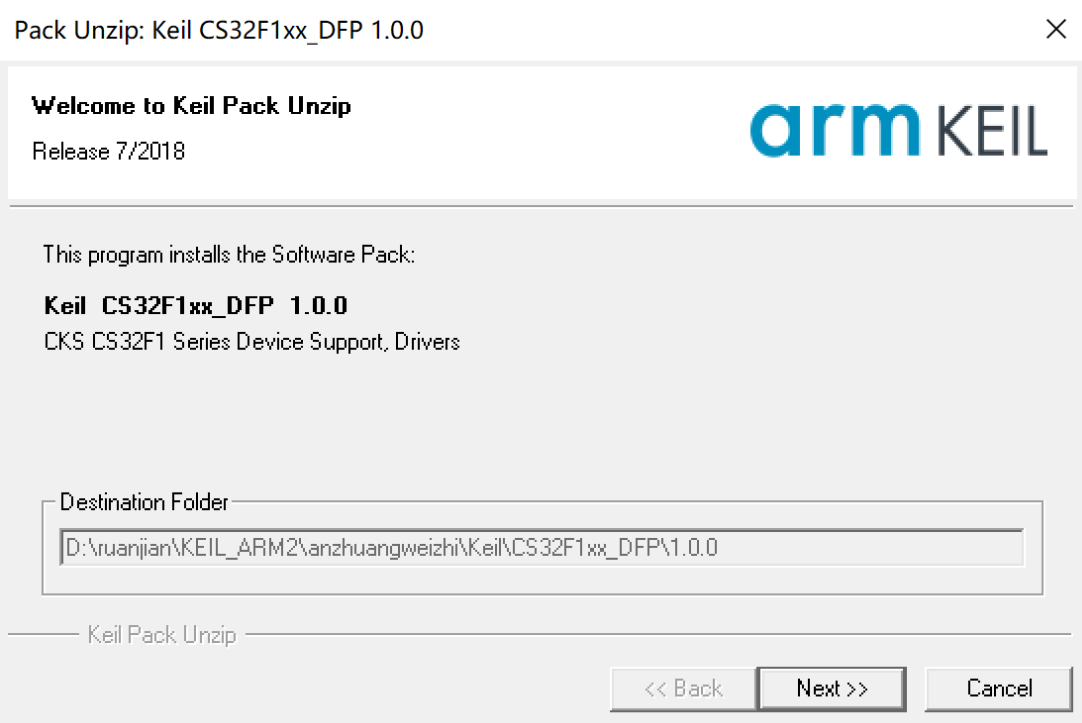 Pack Unzip: Keil CS32F1xx_DFP 1.0.0
Welcome to Keil Pack Unzip
Release 7/2018
arm KEIL
This program installs the Software Pack:
Keil CS32F1xx_DFP 1.0.0
CKS CS32F1 Series Device Support, Drivers
Destination Folder
D:\ruanjian\KEIL_ARM2\anzhuangweizhi\Keil\CS32F1xx_DFP\1.0.0
Keil Pack Unzip
<< Back
Next >>
Cancel